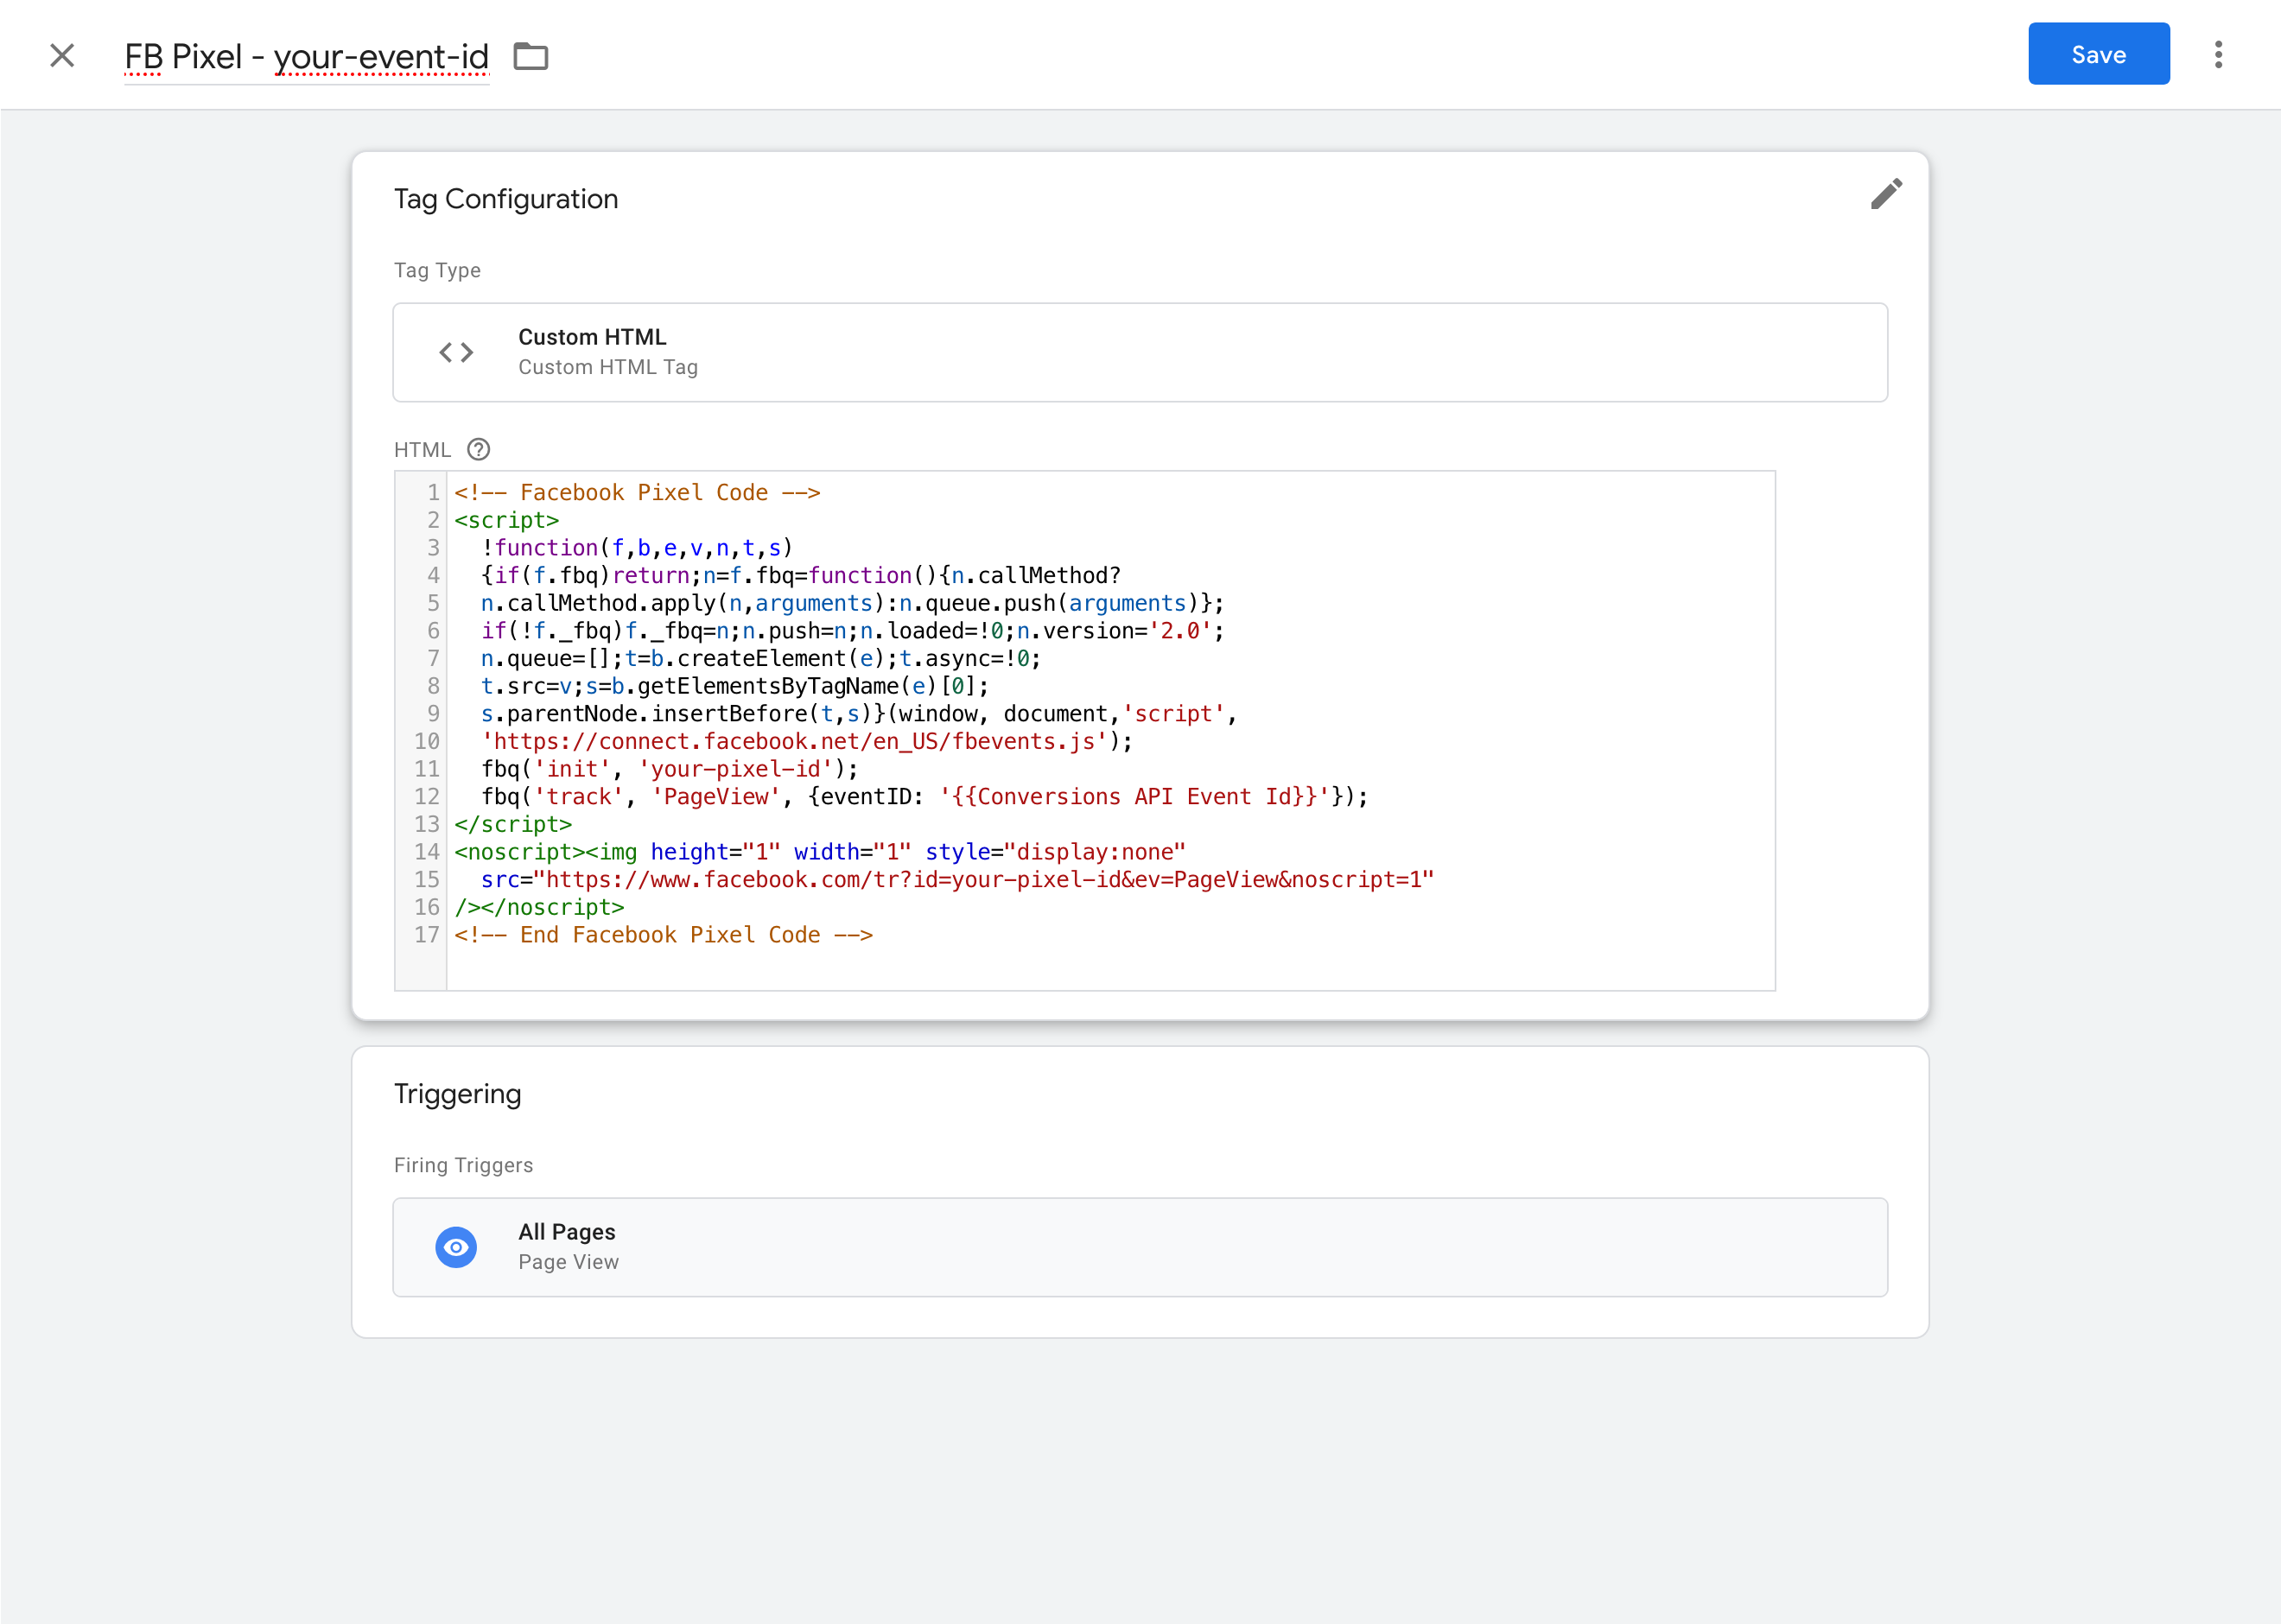 FB Pixel - your-event-id
Save
Tag Configuration
Tag Type
Custom HTML
Custom HTML Tag
HTML
1 <!-- Facebook Pixel Code -->
2 <script>
3 !function(f,b,e,v,n,t,s)
4 {if(f.fbq)return;n=f.fbq=function(){n.callMethod?
5 n.callMethod.apply(n,arguments):n.queue.push(arguments)};
6 if(!f._fbq)f._fbq=n;n.push=n;n.loaded=!0;n.version='2.0';
7 n.queue=[];t=b.createElement(e);t.async=!0;
8 t.src=v;s=b.getElementsByTagName(e)[0];
9 s.parentNode.insertBefore(t,s)}(window, document,'script',
10 'https://connect.facebook.net/en_US/fbevents.js');
11 fbq('init', 'your-pixel-id');
12 fbq('track', 'PageView', {eventID: '{{Conversions API Event Id}}'});
13 </script>
14 <noscript><img height="1" width="1" style="display:none"
15 src="https://www.facebook.com/tr?id=your-pixel-id&ev=PageView&noscript=1"
16 /></noscript>
17 <!-- End Facebook Pixel Code -->
Triggering
Firing Triggers
All Pages
Page View